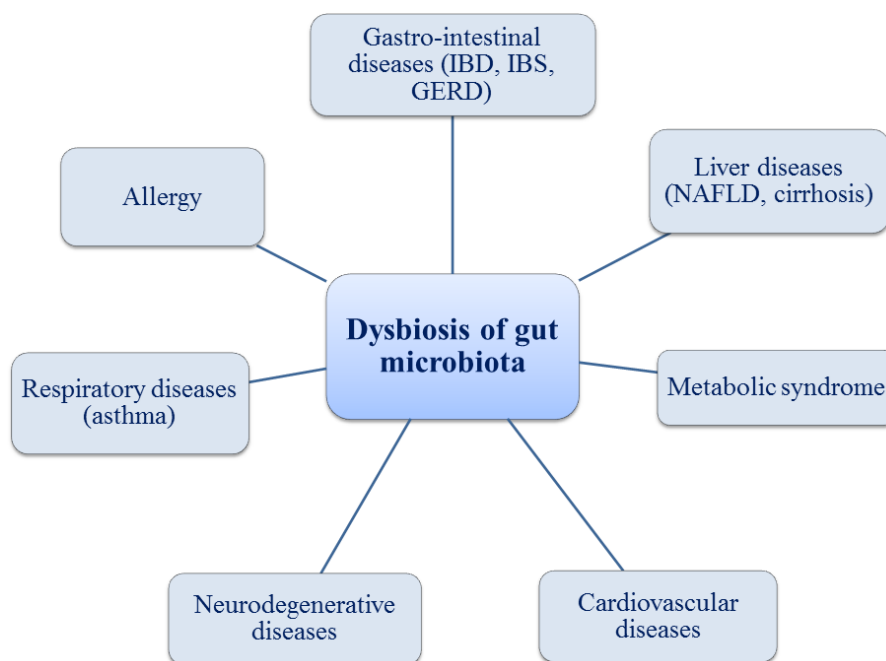 Gastro-intestinal
diseases (IBD, IBS,
GERD)
Liver diseases
(NAFLD, cirrhosis)
Allergy
Dysbiosis of gut
microbiota
Metabolic syndrome
Respiratory diseases
(asthma)
Neurodegenerative
diseases
Cardiovascular
diseases